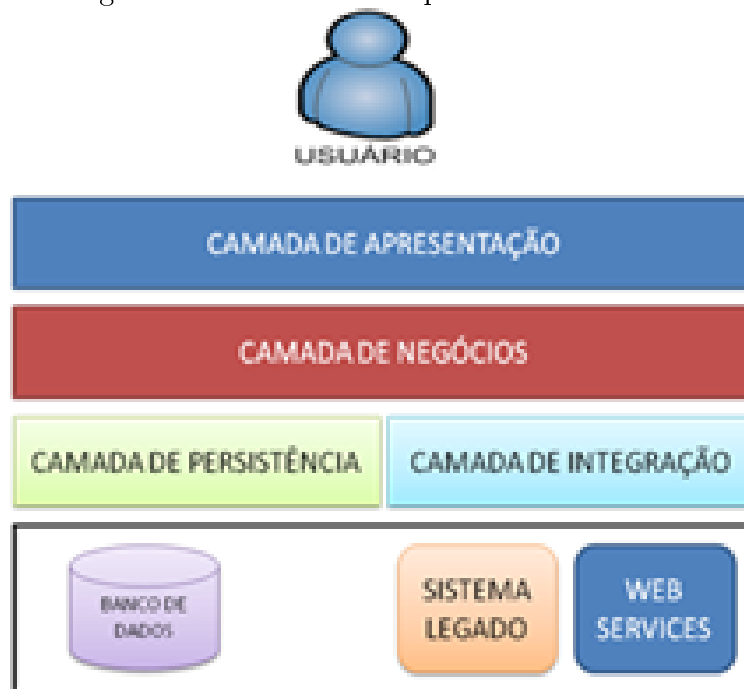 USUÁRIO
CAMADA DE APRESENTAÇÃO
CAMADA DE NEGÓCIOS
CAMADA DE PERSISTÊNCIA
CAMADA DE INTEGRAÇÃO
BANCO DE
DADOS
SISTEMA
LEGADO
WEB
SERVICES